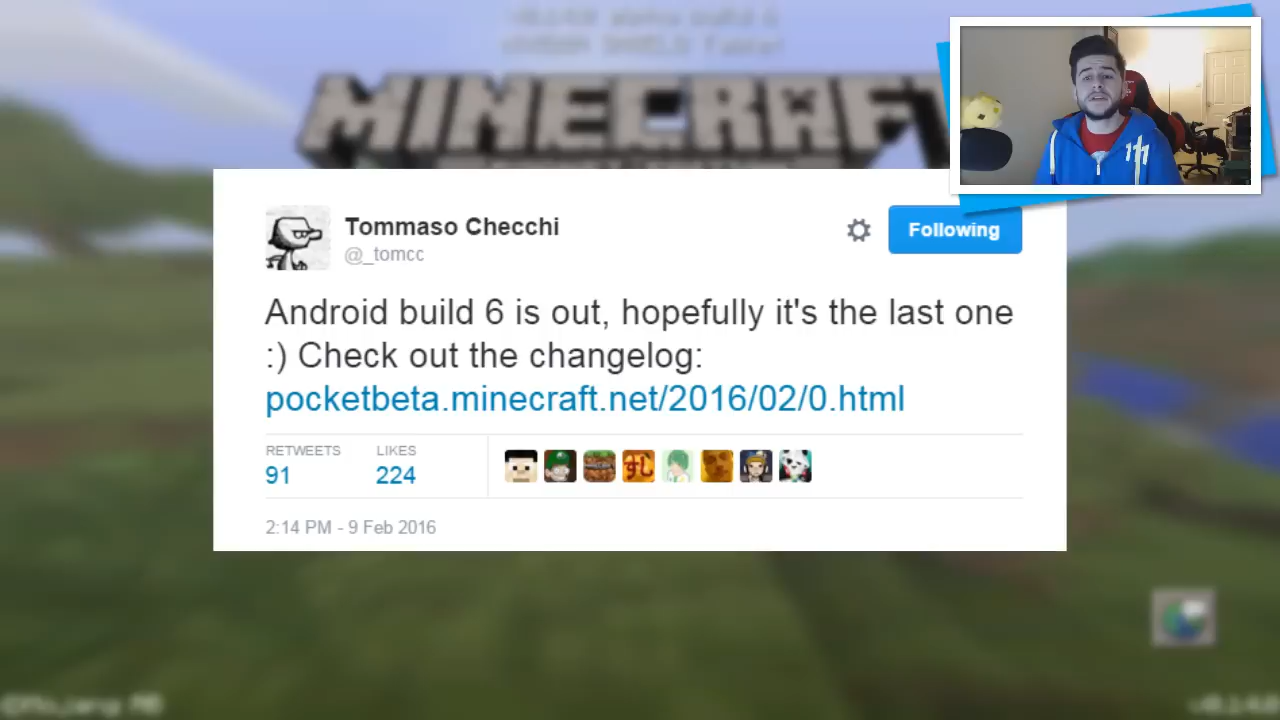 MINECRAFT
Tommaso Checchi
@_tomcc
Following
Android build 6 is out, hopefully it's the last one
:) Check out the changelog:
pocketbeta.minecraft.net/2016/02/0.html
RETWEETS LIKES
91 224
2:14 PM - 9 Feb 2016